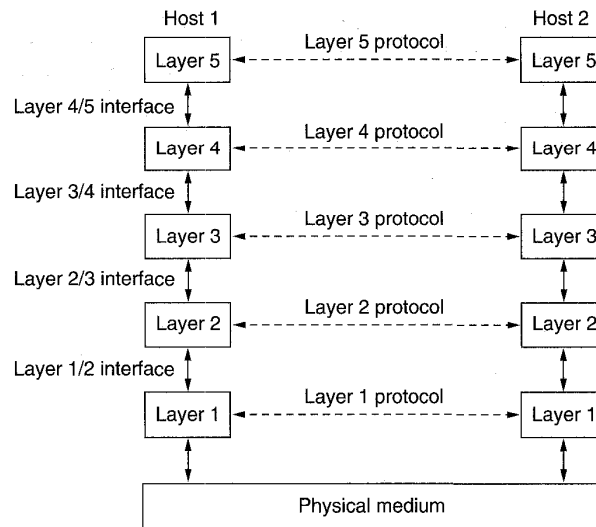 Host 1
Host 2
Layer 5
Layer 5 protocol
Layer 5
Layer 4/5 interface
Layer 4
Layer 4 protocol
Layer 4
Layer 3/4 interface
Layer 3
Layer 3 protocol
Layer 3
Layer 2/3 interface
Layer 2
Layer 2 protocol
Layer 2
Layer 1/2 interface
Layer 1
Layer 1 protocol
Layer 1
Physical medium